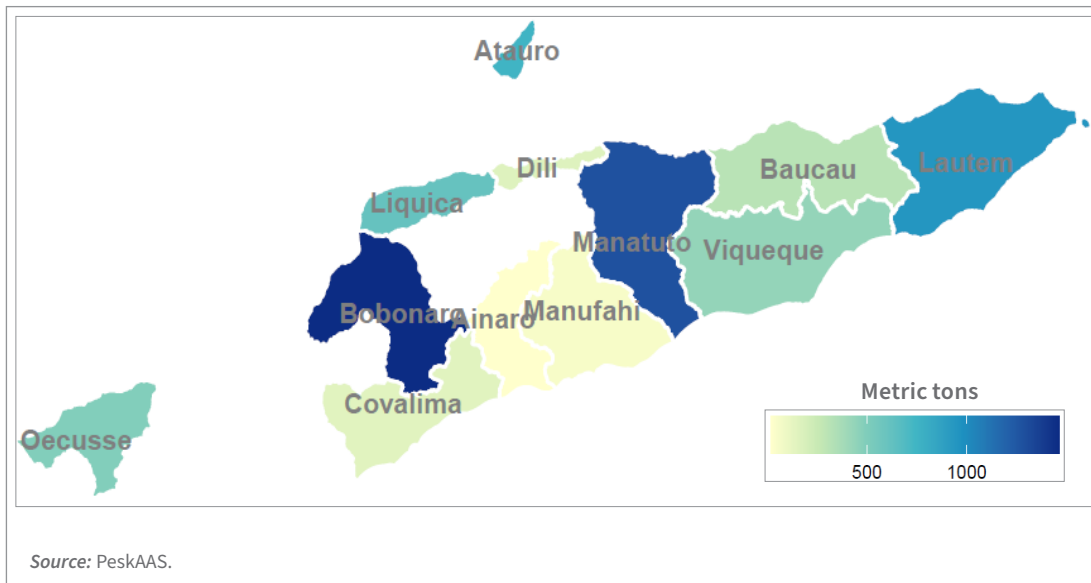 Atauro
Dili
Baucau
Lautem
Liquica
Manatuto
Viqueque
Bobonaro
Ainaro
Manufahi
Covalima
Oecusse
Metric tons
500 1000
Source: PeskAAS.